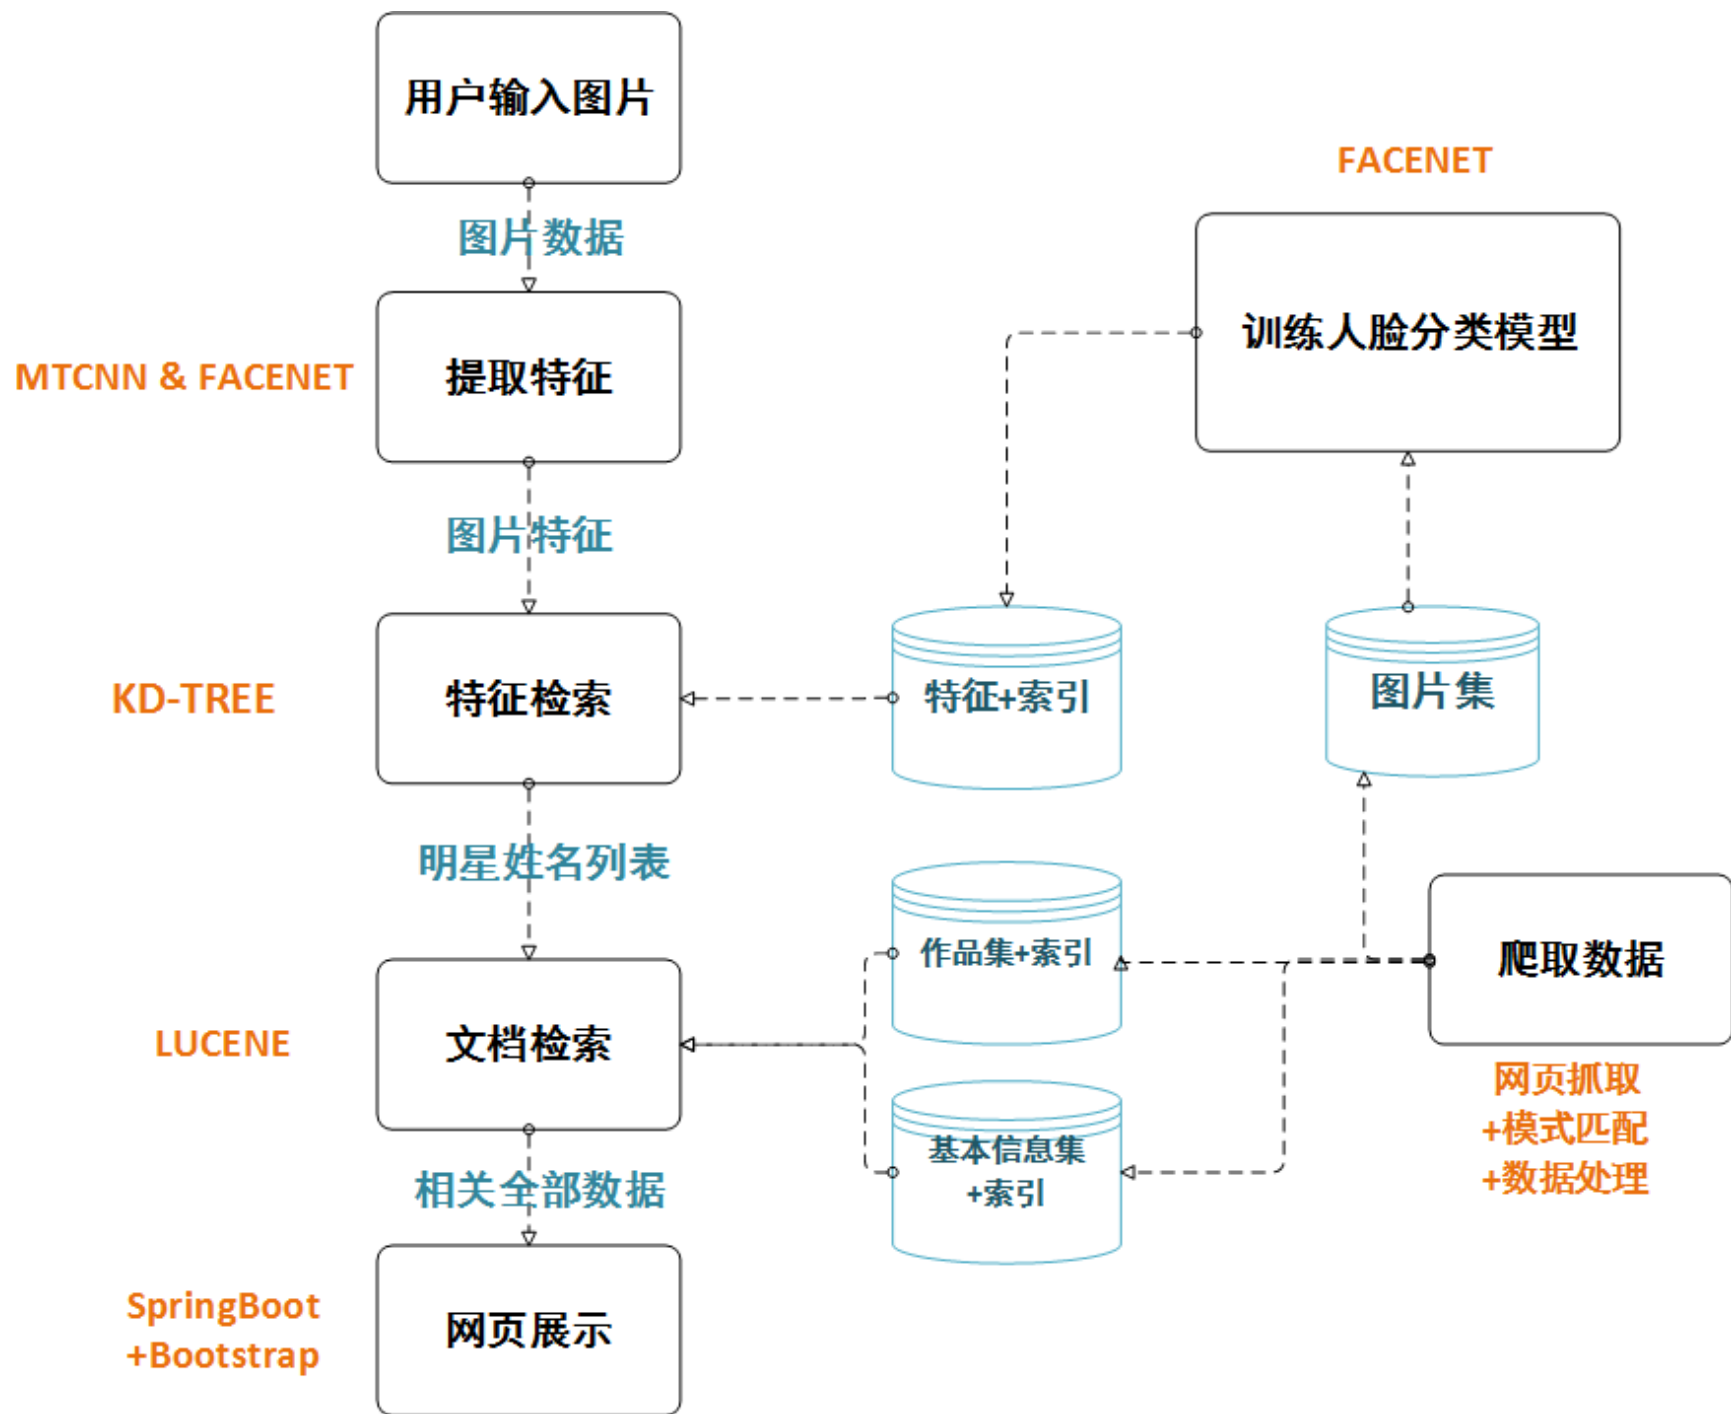 用户输入图片
FACENET
图片数据
训练人脸分类模型
MTCNN & FACENET
提取特征
图片特征
KD-TREE
特征检索
特征+索引
图片集
明星姓名列表
作品集+索引
爬取数据
LUCENE
文档检索
网页抓取
+模式匹配
+数据处理
基本信息集
+索引
相关全部数据
SpringBoot
+Bootstrap
网页展示